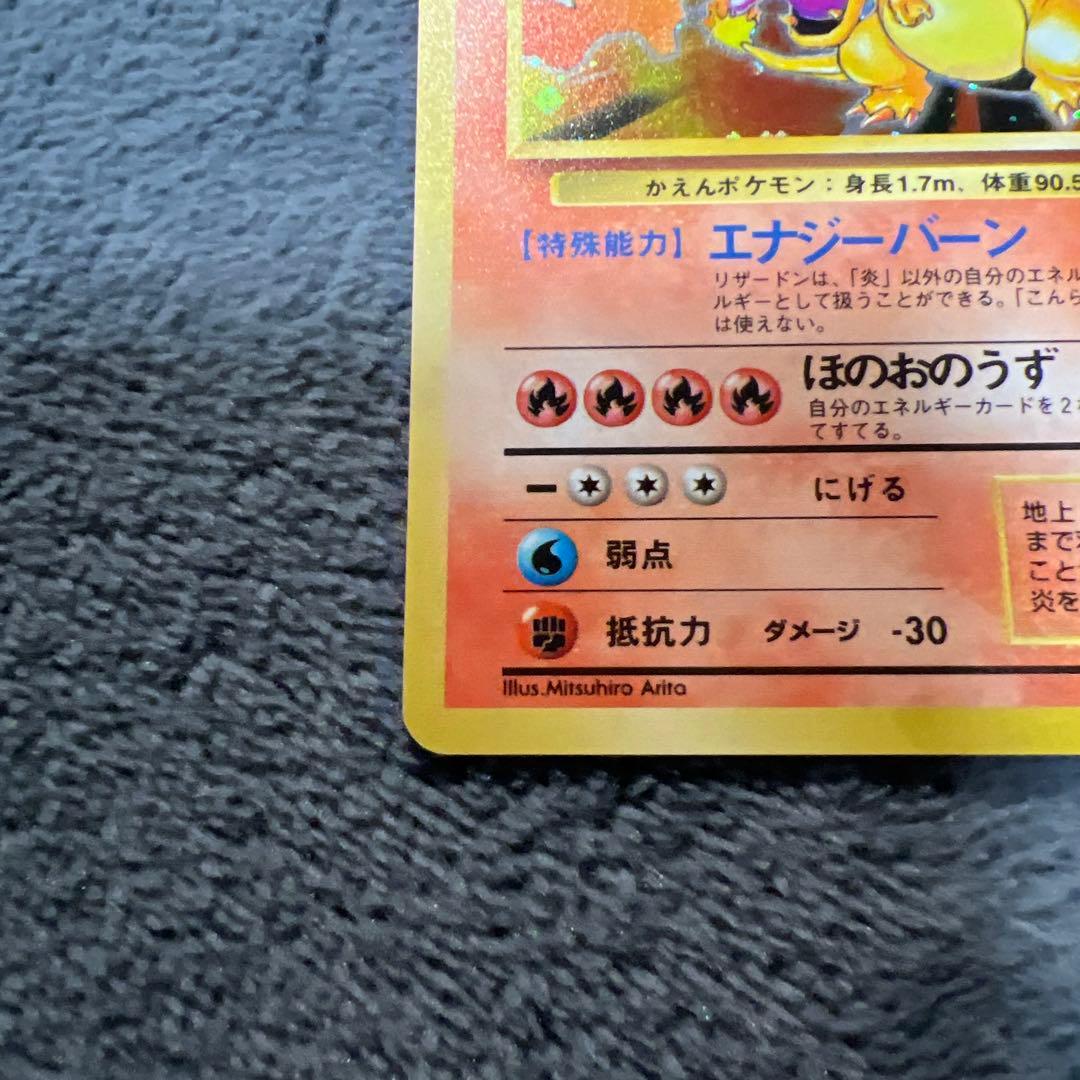 かえんポケモン：身長1.7m、体重90.5
【特殊能力】 エナジーバーン
リザードンは、「炎」以外の自分のエネル
ルギーとして扱うことができる。「こんら
は使えない。
ほのおのうず
自分のエネルギーカードを2
てすてる。
にげる
弱点
抵抗力 ダメージ -30
地上
まで
こと
炎を
Illus.Mitsuhiro Arita